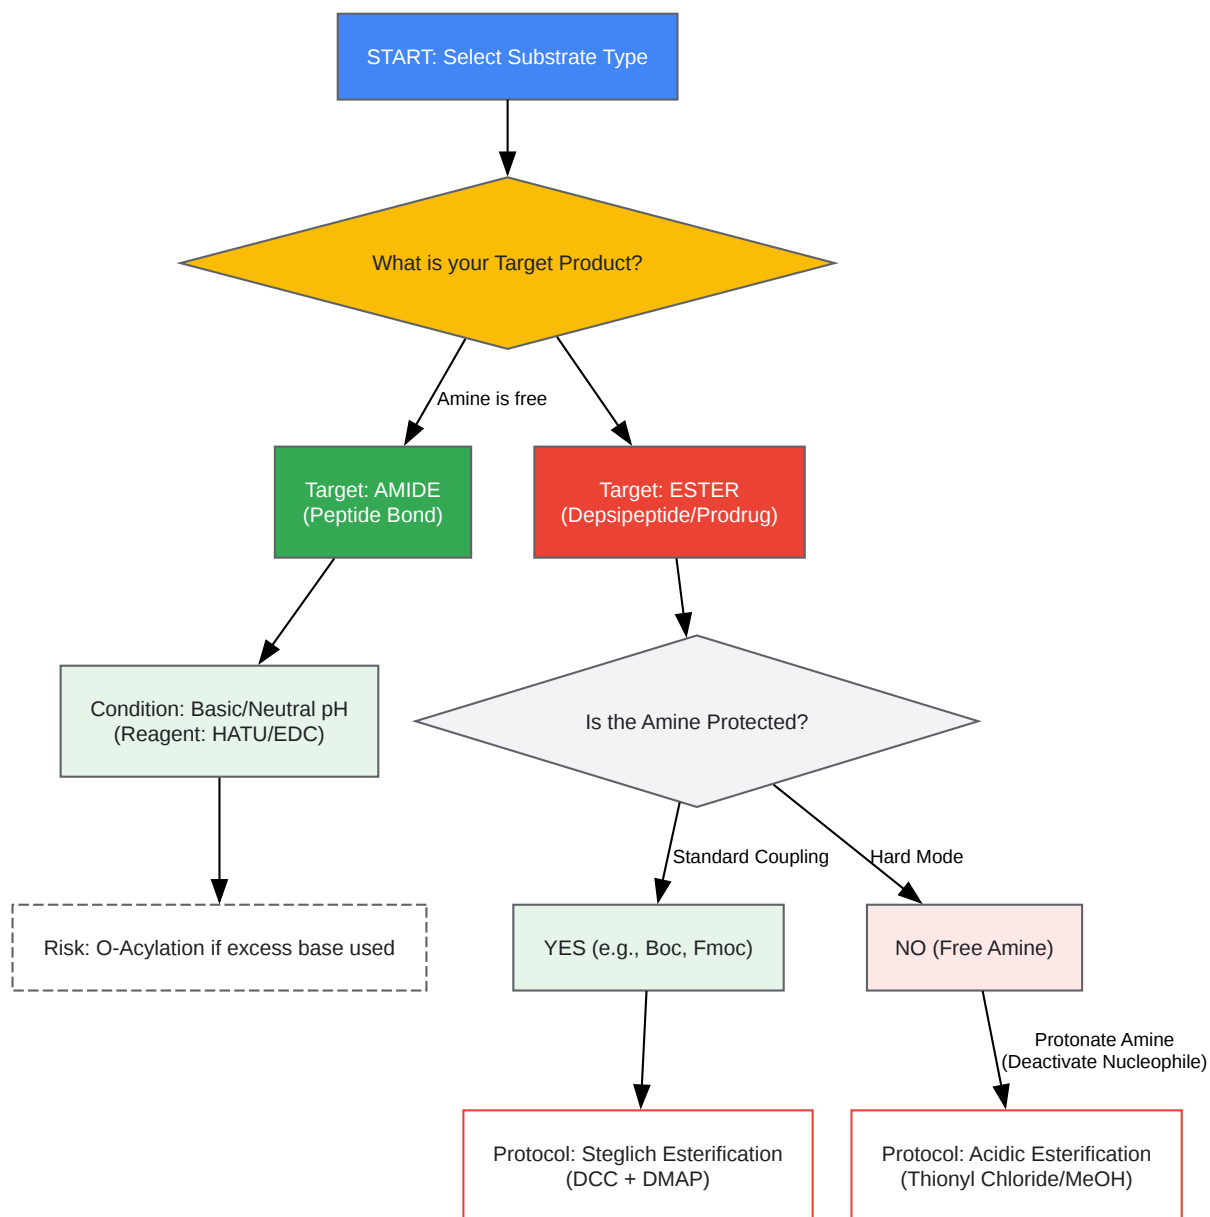 START: Select Substrate Type
What is your Target Product?
Amine is free
Target: AMIDE
(Peptide Bond)
Target: ESTER
(Depsipeptide/Prodrug)
Condition: Basic/Neutral pH
(Reagent: HATU/EDC)
Is the Amine Protected?
Standard Coupling
Hard Mode
Risk: O-Acylation if excess base used
YES (e.g., Boc, Fmoc)
NO (Free Amine)
Protonate Amine
(Deactivate Nucleophile)
Protocol: Steglich Esterification
(DCC + DMAP)
Protocol: Acidic Esterification
(Thionyl Chloride/MeOH)